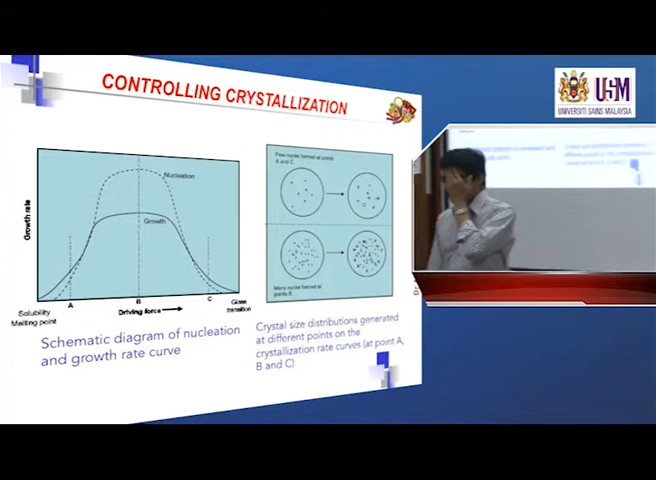 CONTROLLING CRYSTALLIZATION
USM
UNIVERSITI SAINS MALAYSIA
Growth rate
Nucleation
Growth
A
B
C
Solubility
Melting point
Driving force
Glass
transition
Few nuclei formed at points
A and C
Many nuclei formed at
points B
Schematic diagram of nucleation
and growth rate curve
Crystal size distributions generated
at different points on the
crystallization rate curves (at point A,
B and C)